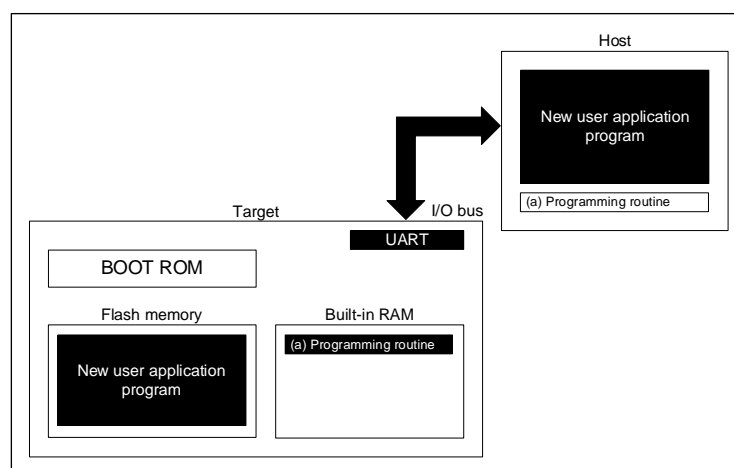 Host
New user application
program
(a) Programming routine
Target
I/O bus
UART
BOOT ROM
Flash memory
Built-in RAM
New user application
program
(a) Programming routine